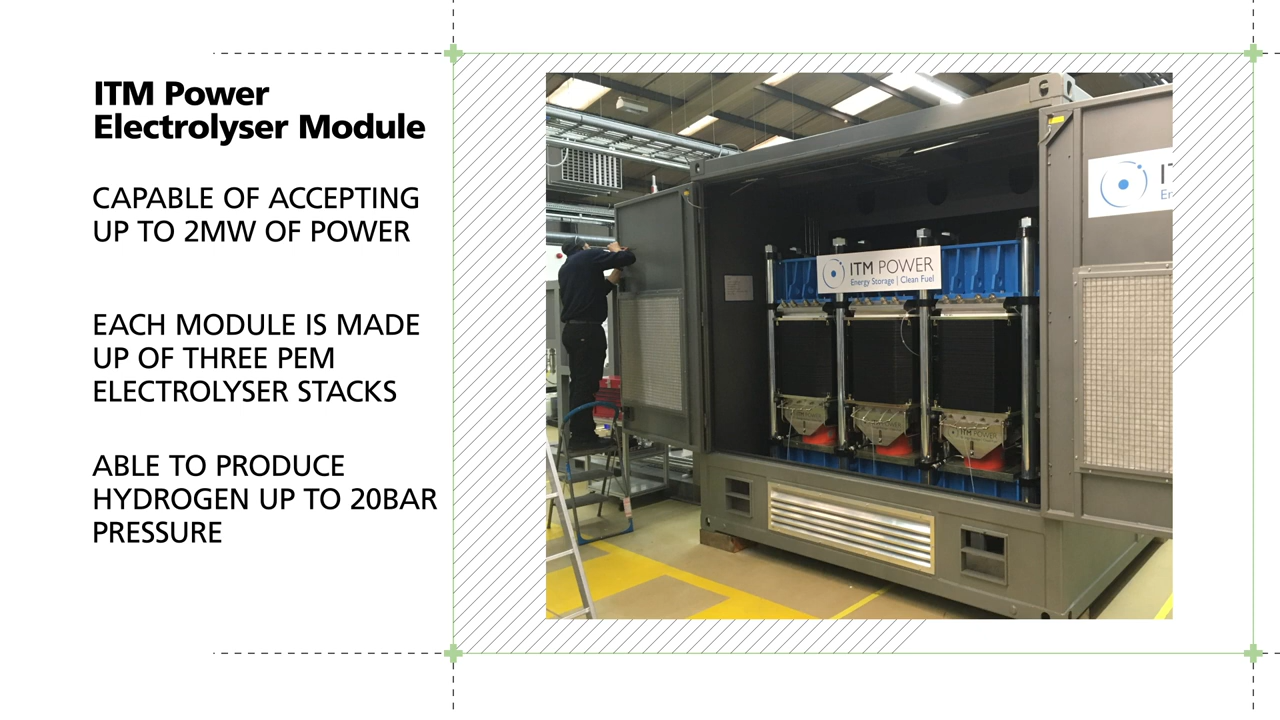 ITM Power
Electrolyser Module
CAPABLE OF ACCEPTING
UP TO 2MW OF POWER
EACH MODULE IS MADE
UP OF THREE PEM
ELECTROLYSER STACKS
ABLE TO PRODUCE
HYDROGEN UP TO 20BAR
PRESSURE
ITM POWER
Energy Storage | Clean Fuel